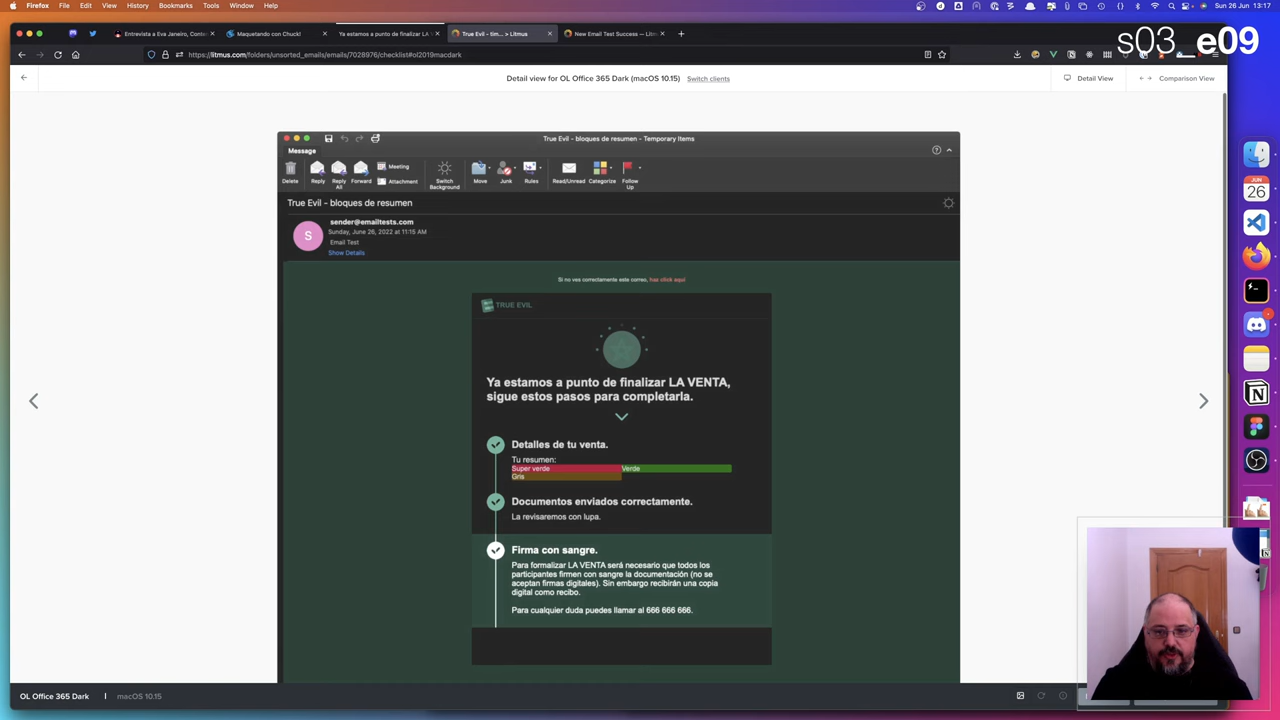 Firefox File Edit View History Bookmarks Tools Window Help
Sun 26 Jun 13:17
Entrevista a Eva Janeiro, Conten
Maquetando con Chuck!
Ya estamos a punto de finalizar LA V
True Evil - tim... > Litmus
New Email Test Success — Litm
s03 e09
https://litmus.com/folders/unsorted_emails/emails/7028976/checklist#ol2019macdark
Detail view for OL Office 365 Dark (macOS 10.15) Switch clients
Detail View
Comparison View
True Evil - bloques de resumen - Temporary Items
Message
Delete
Reply
Reply All
Forward
Meeting
Attachment
Switch Background
Move
Junk
Rules
Read/Unread
Categorize
Follow Up
True Evil - bloques de resumen
S
sender@emailtests.com
Sunday, June 26, 2022 at 11:15 AM
Email Test
Show Details
Si no ves correctamente este correo, haz click aquí
TRUE EVIL
Ya estamos a punto de finalizar LA VENTA,
sigue estos pasos para completarla.
Detalles de tu venta.
Tu resumen:
Super verde Verde
Gris
Documentos enviados correctamente.
La revisaremos con lupa.
Firma con sangre.
Para formalizar LA VENTA será necesario que todos los
participantes firmen con sangre la documentación (no se
aceptan firmas digitales). Sin embargo recibirán una copia
digital como recibo.
Para cualquier duda puedes llamar al 666 666 666.
OL Office 365 Dark | macOS 10.15
JUN
26